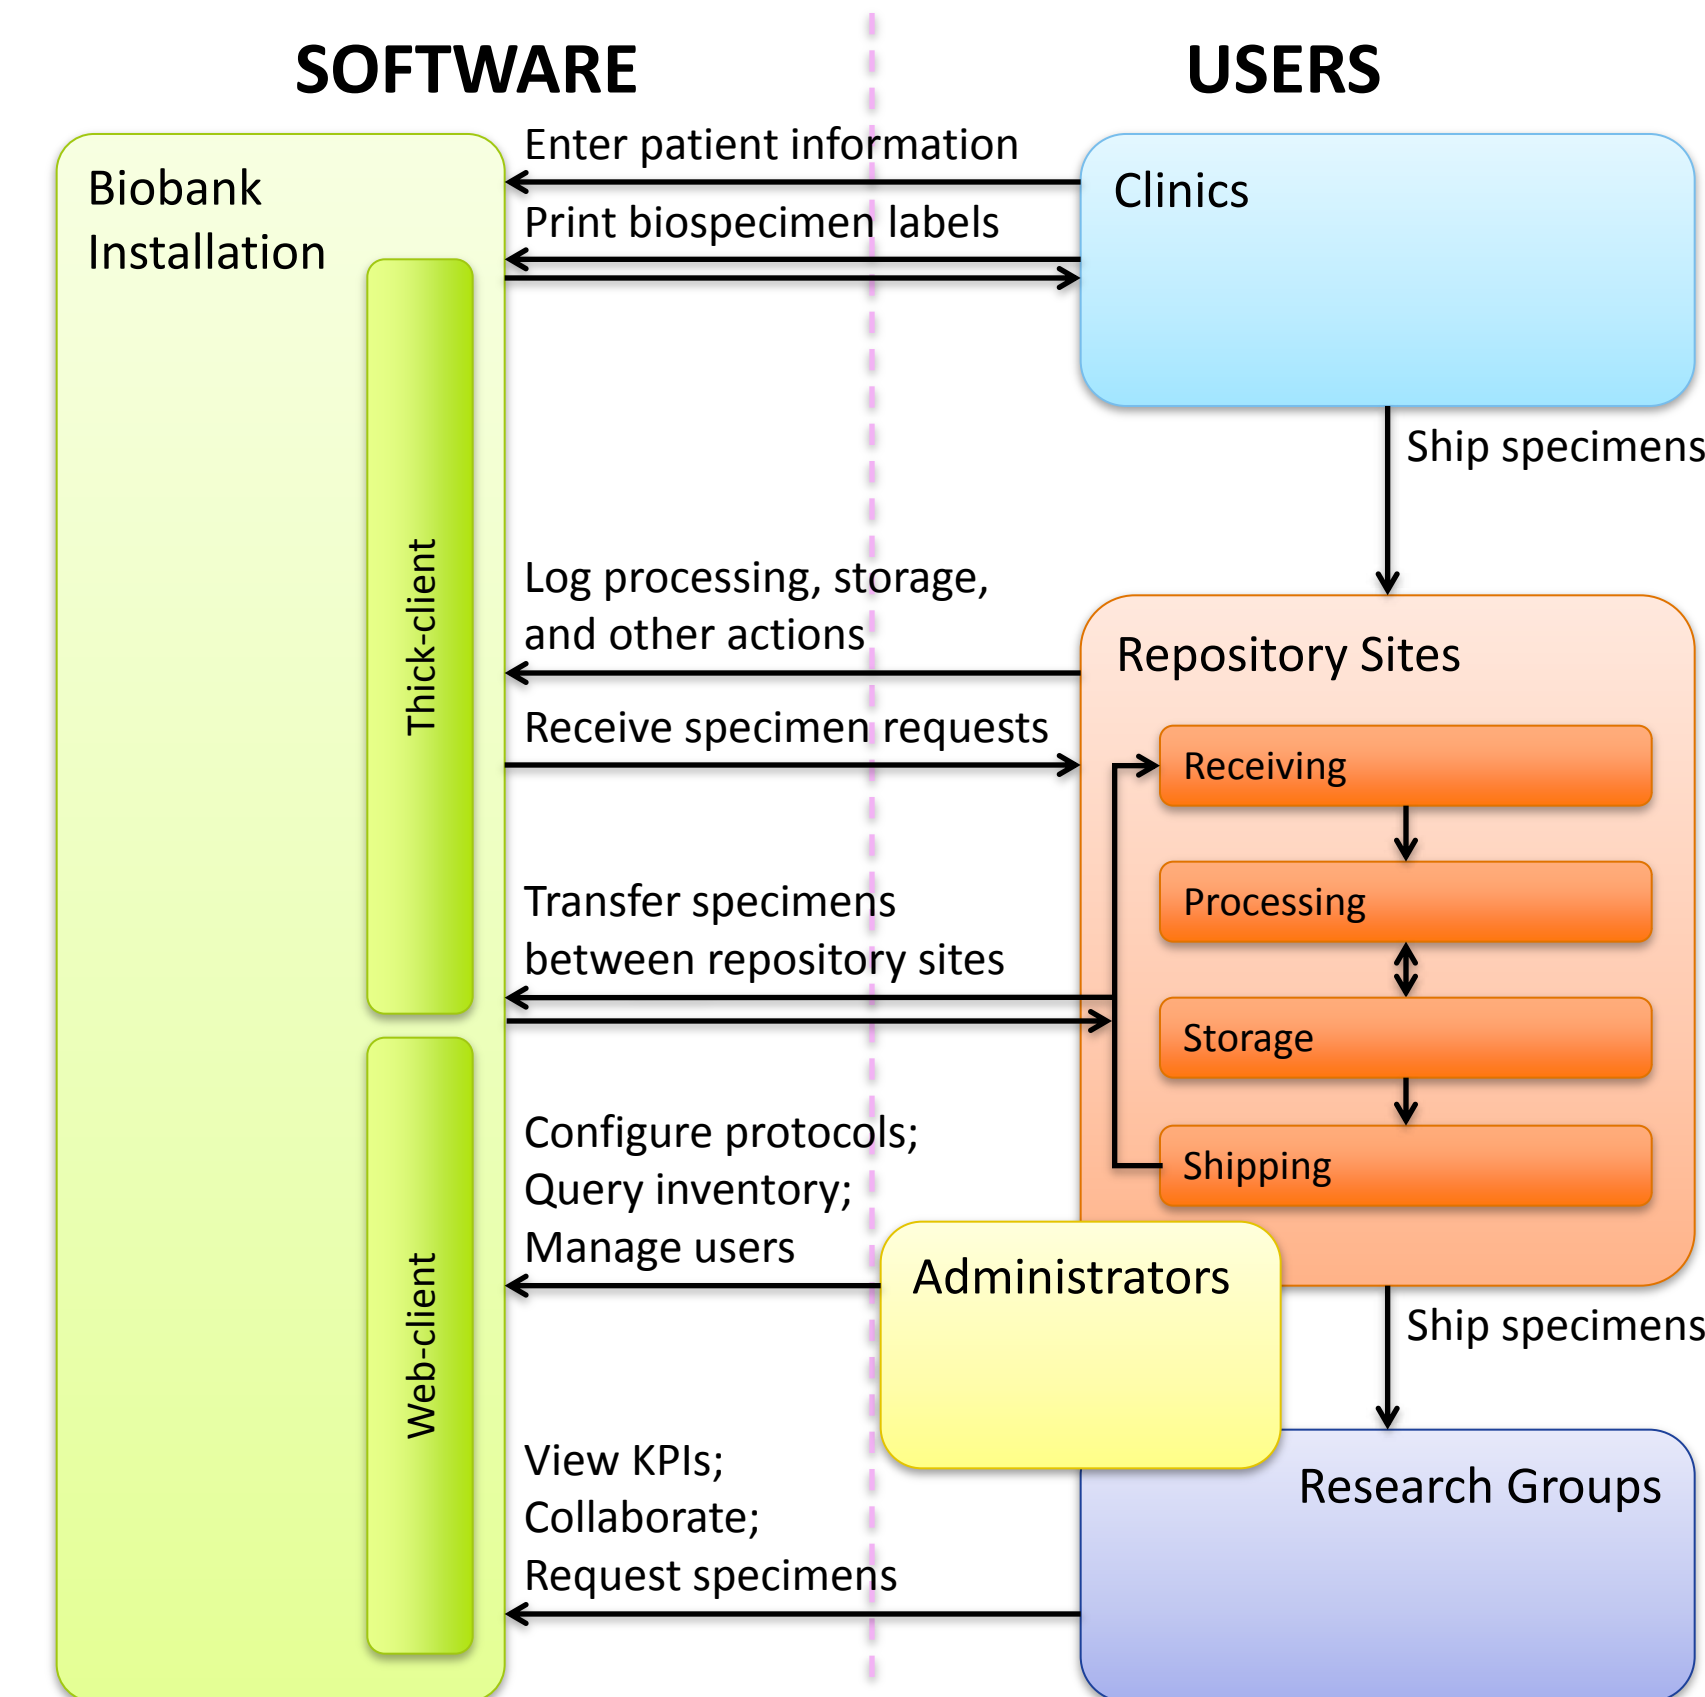 SOFTWARE
USERS
Biobank
Installation
Thick-client
Web-client
Enter patient information
Print biospecimen labels
Clinics
Ship specimens
Log processing, storage,
and other actions
Receive specimen requests
Repository Sites
Receiving
Processing
Storage
Shipping
Transfer specimens
between repository sites
Configure protocols;
Query inventory;
Manage users
Administrators
Ship specimens
View KPIs;
Collaborate;
Request specimens
Research Groups